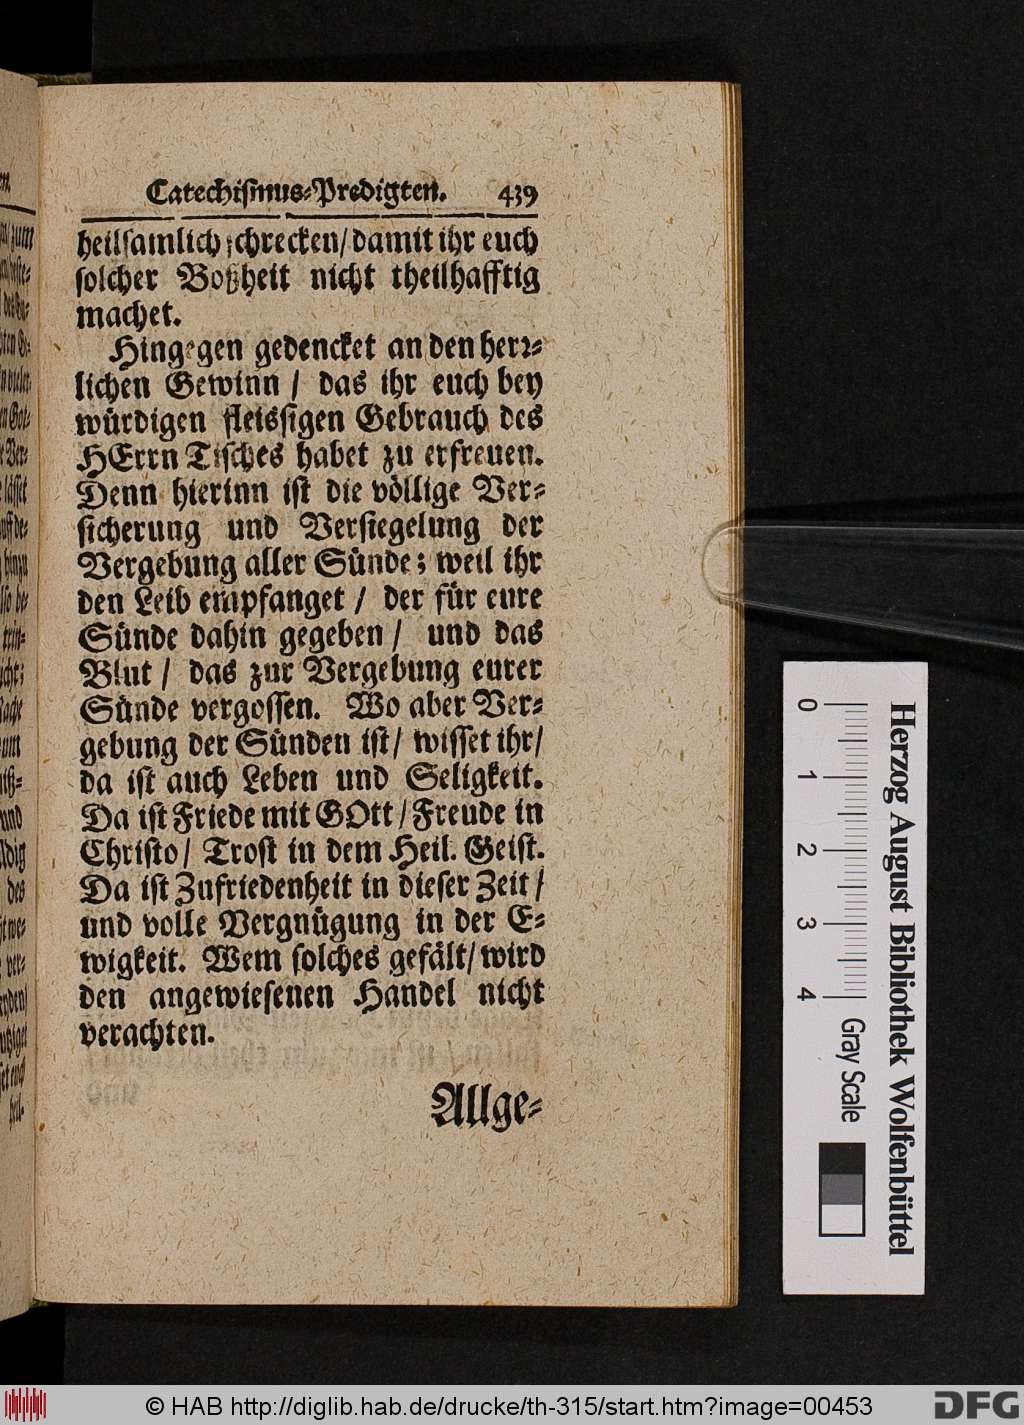 Catechismus-Predigten. 439
heilsamlich schrecken/ damit ihr euch
solcher Boßheit nicht theilhafftig
machet.
Hingegen gedencket an den herr-
lichen Gewinn / das ihr euch bey
würdigen fleissigen Gebrauch des
HErrn Tisches habet zu erfreuen.
Denn hierinn ist die völlige Ver-
sicherung und Versiegelung der
Vergebung aller Sünde; weil ihr
den Leib empfanget / der für eure
Sünde dahin gegeben / und das
Blut / das zur Vergebung eurer
Sünde vergossen. Wo aber Ver-
gebung der Sünden ist/ wisset ihr/
da ist auch Leben und Seligkeit.
Da ist Friede mit GOtt / Freude in
Christo/ Trost in dem Heil. Geist.
Da ist Zufriedenheit in dieser Zeit /
und volle Vergnügung in der E-
wigkeit. Wem solches gefält/ wird
den angewiesenen Handel nicht
verachten.
Allge-
0 1 2 3 4
Gray Scale
Herzog August Bibliothek Wolfenbüttel
© HAB http://diglib.hab.de/drucke/th-315/start.htm?image=00453
DFG